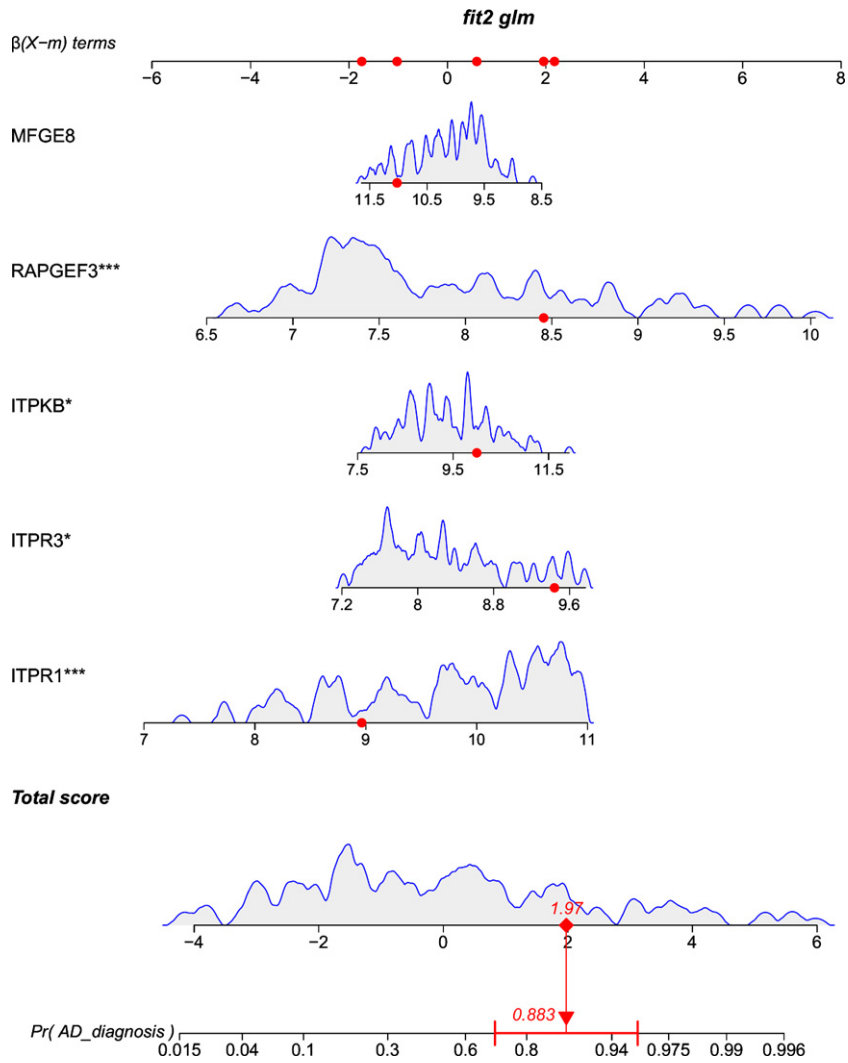 fit2 glm
β(X−m) terms
−6 −4 −2 0 2 4 6 8
MFGE8
11.5 10.5 9.5 8.5
RAPGEF3***
6.5 7 7.5 8 8.5 9 9.5 10
ITPKB*
7.5 9.5 11.5
ITPR3*
7.2 8 8.8 9.6
ITPR1***
7 8 9 10 11
Total score
1.97
−4 −2 0 2 4 6
0.883
Pr( AD_diagnosis )
0.015 0.04 0.1 0.3 0.6 0.8 0.94 0.975 0.99 0.996